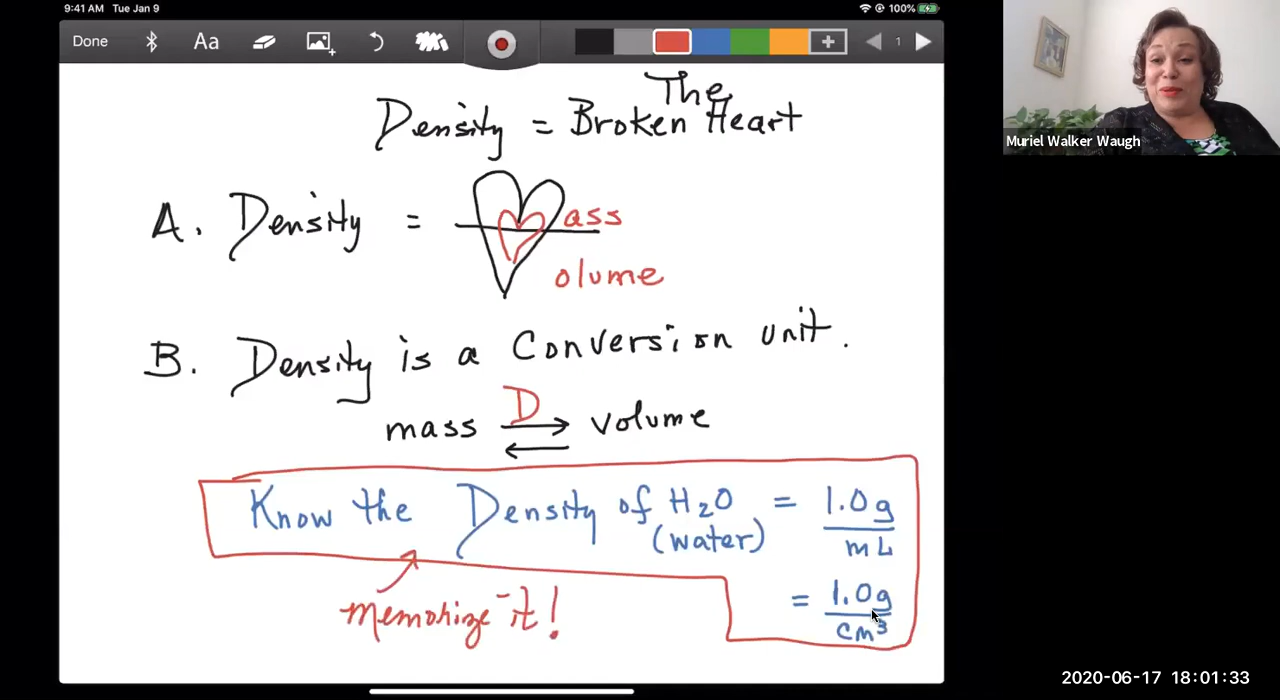 9:41 AM Tue Jan 9
100%
Done
Aa
1
Muriel Walker Waugh
The
Density = Broken Heart
A. Density = ass
olume
B. Density is a Conversion unit.
D
mass volume
Know the Density of H₂O = 1.0g
(water) mL
memorize-it! = 1.0g
cm³
2020-06-17 18:01:33